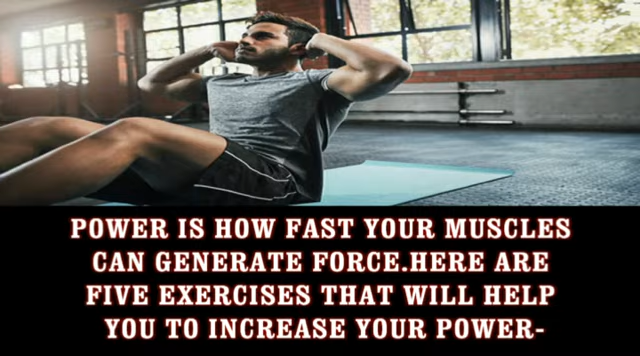 POWER IS HOW FAST YOUR MUSCLES
CAN GENERATE FORCE.HERE ARE
FIVE EXERCISES THAT WILL HELP
YOU TO INCREASE YOUR POWER-